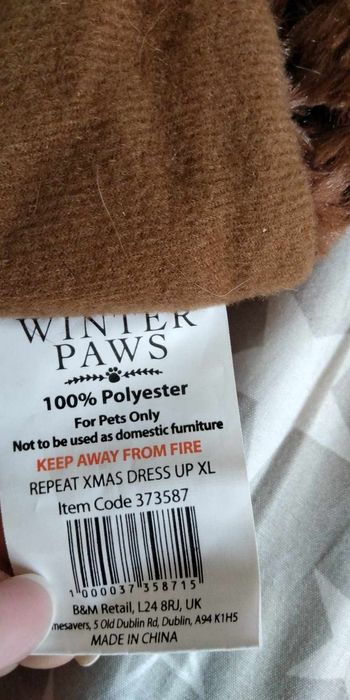 WINTER
PAWS
100% Polyester
For Pets Only
Not to be used as domestic furniture
KEEP AWAY FROM FIRE
REPEAT XMAS DRESS UP XL
Item Code 373587
1 000037 358715
B&M Retail, L24 8RJ, UK
mesavers, 5 Old Dublin Rd, Dublin, A94 K1H5
MADE IN CHINA